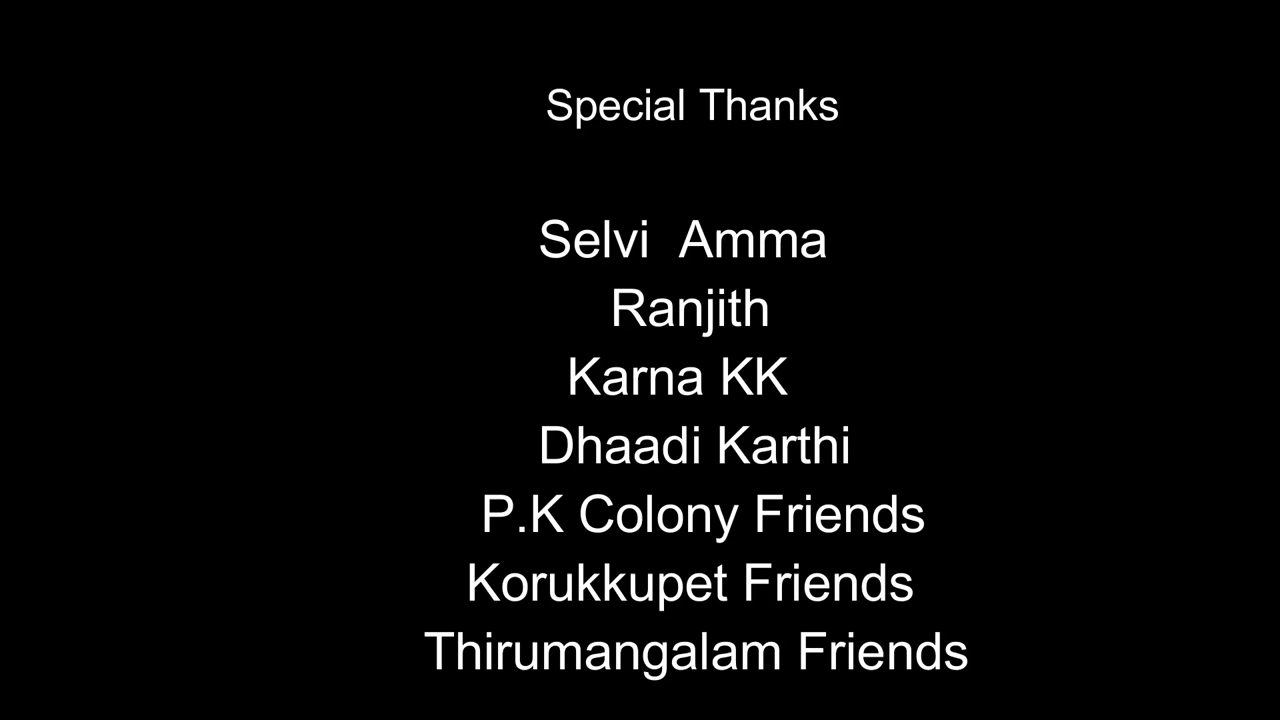 Special Thanks
Selvi  Amma
Ranjith
Karna KK
Dhaadi Karthi
P.K Colony Friends
Korukkupet Friends
Thirumangalam Friends